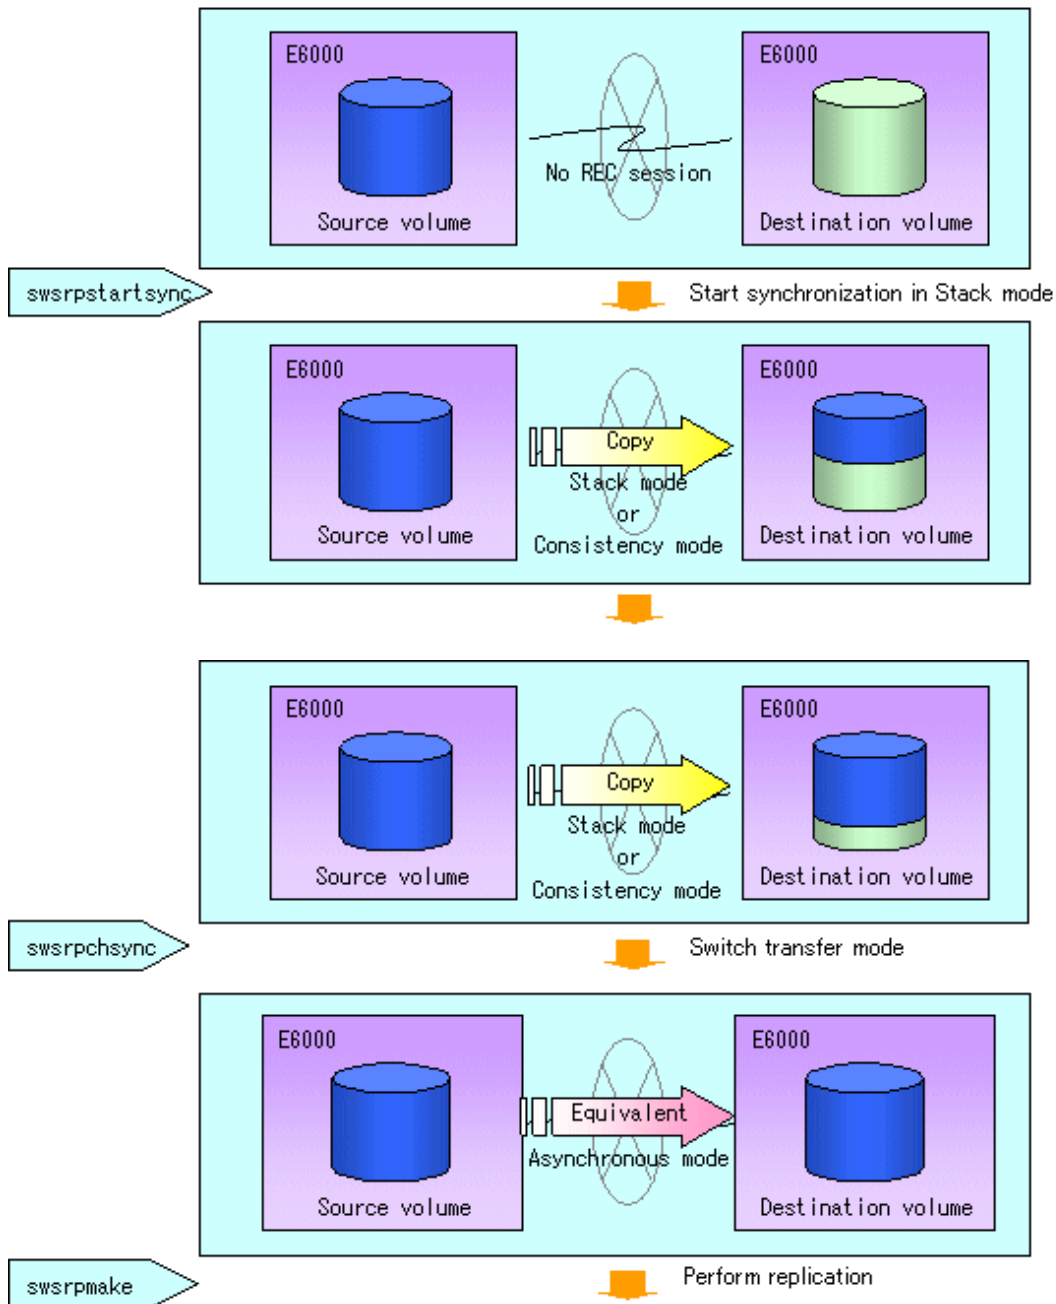 E6000
E6000
No REC session
Source volume
Destination volume
swsrpstartsync
Start synchronization in Stack mode
E6000
E6000
Copy
Stack mode
or
Source volume
Consistency mode
Destination volume
E6000
E6000
Copy
Stack mode
or
Source volume
Consistency mode
Destination volume
swsrpchsync
Switch transfer mode
E6000
E6000
Equivalent
Asynchronous mode
Source volume
Destination volume
swsrpmake
Perform replication